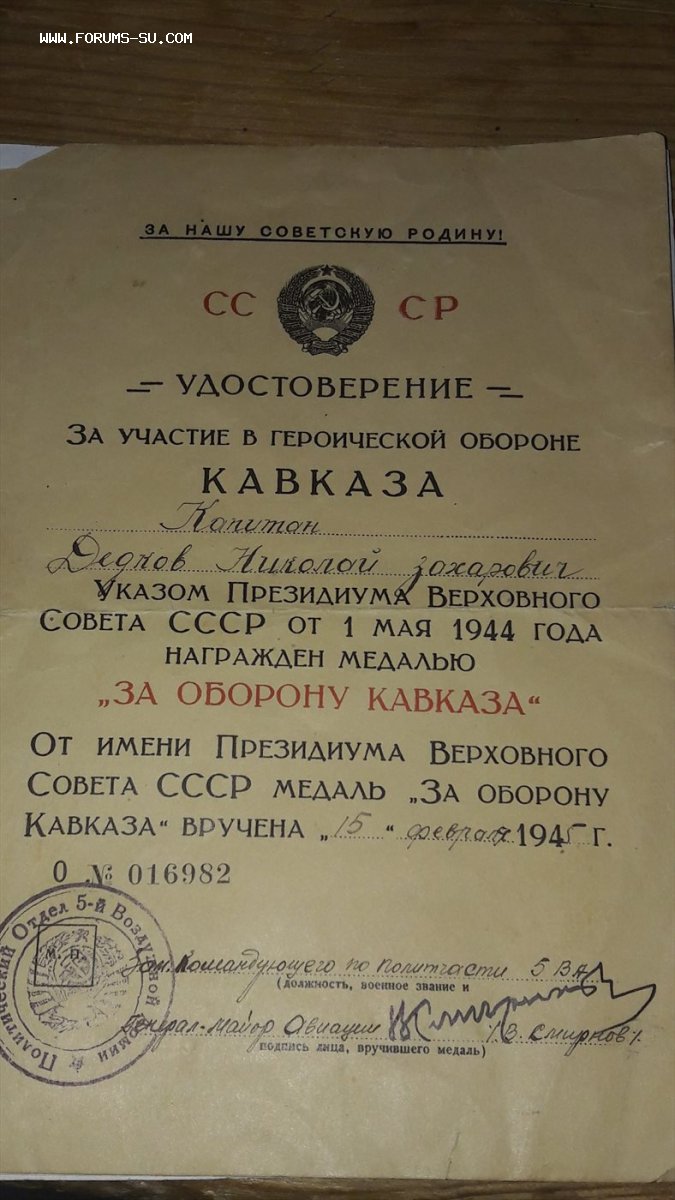 WWW.FORUMS-SU.COM
ЗА НАШУ СОВЕТСКУЮ РОДИНУ!
СС СР
УДОСТОВЕРЕНИЕ
ЗА УЧАСТИЕ В ГЕРОИЧЕСКОЙ ОБОРОНЕ
КАВКАЗА
Капитан
Дедков Николай Захарович
УКАЗОМ ПРЕЗИДИУМА ВЕРХОВНОГО
СОВЕТА СССР ОТ 1 МАЯ 1944 ГОДА
НАГРАЖДЕН МЕДАЛЬЮ
„ЗА ОБОРОНУ КАВКАЗА“
ОТ ИМЕНИ ПРЕЗИДИУМА ВЕРХОВНОГО
СОВЕТА СССР МЕДАЛЬ „ЗА ОБОРОНУ
КАВКАЗА“ ВРУЧЕНА „15“ февраля 1945 г.
О № 016982
Политический Отдел 5-й Воздушной Армии
М. П.
Зам. Командующего по политчасти 5 ВА
(должность, военное звание и
Генерал-Майор Авиации /В. Смирнов/
подпись лица, вручившего медаль)